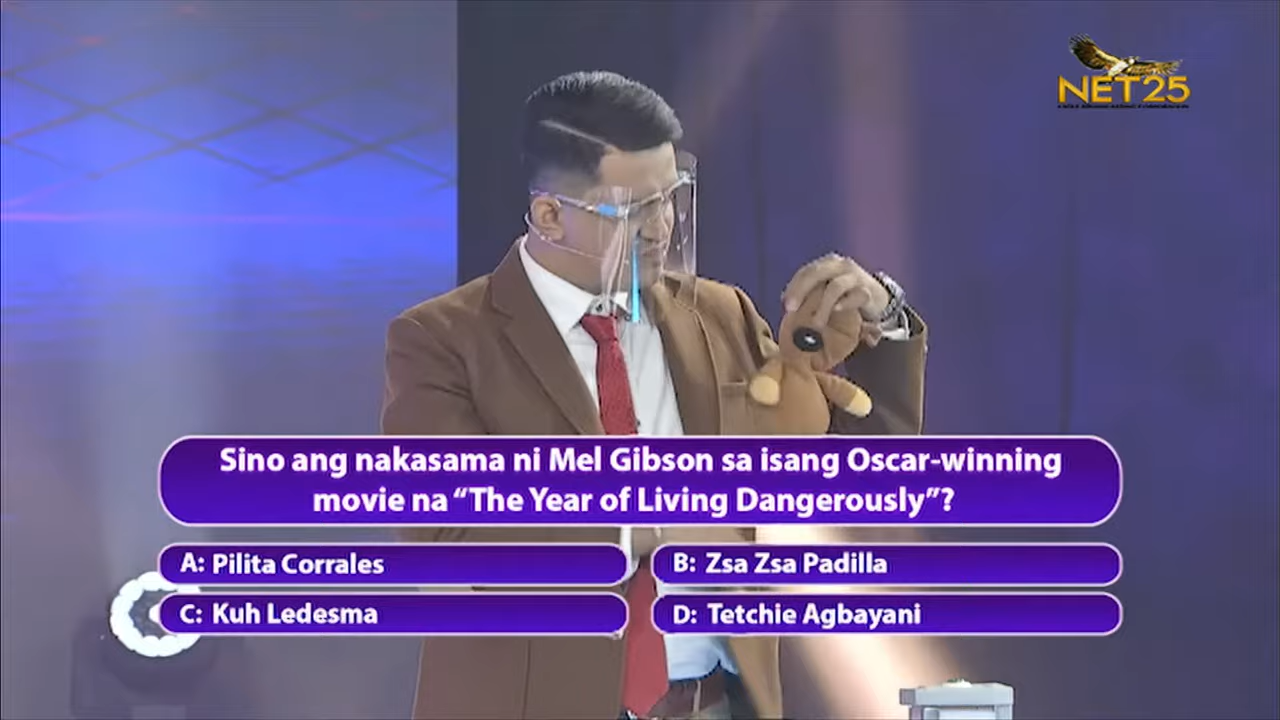 NET25
Sino ang nakasama ni Mel Gibson sa isang Oscar-winning
movie na “The Year of Living Dangerously”?
A: Pilita Corrales
B: Zsa Zsa Padilla
C: Kuh Ledesma
D: Tetchie Agbayani